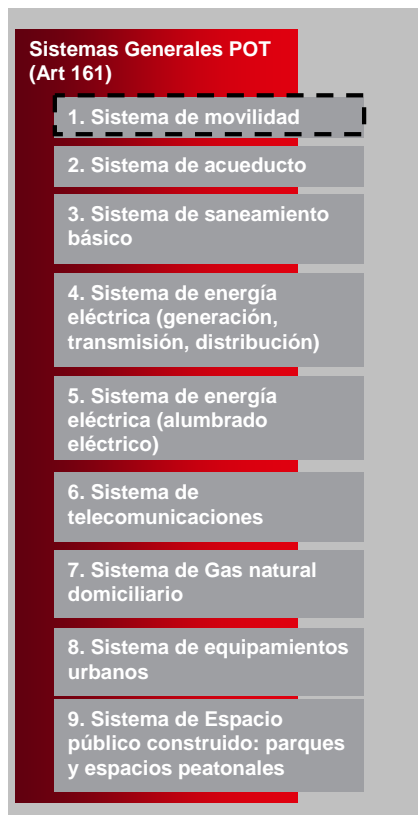 Sistemas Generales POT
(Art 161)
1. Sistema de movilidad
2. Sistema de acueducto
3. Sistema de saneamiento
básico
4. Sistema de energía
eléctrica (generación,
transmisión, distribución)
5. Sistema de energía
eléctrica (alumbrado
eléctrico)
6. Sistema de
telecomunicaciones
7. Sistema de Gas natural
domiciliario
8. Sistema de equipamientos
urbanos
9. Sistema de Espacio
público construido: parques
y espacios peatonales